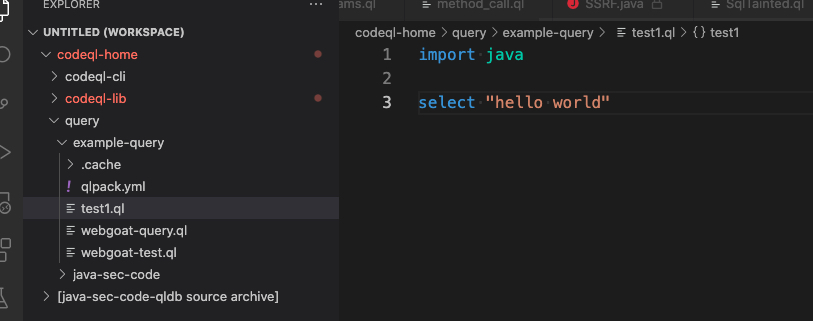 EXPLORER
UNTITLED (WORKSPACE)
codeql-home
codeql-cli
codeql-lib
query
example-query
.cache
! qlpack.yml
test1.ql
webgoat-query.ql
webgoat-test.ql
java-sec-code
[java-sec-code-qldb source archive]
ams.ql method_call.ql SSRF.java SqlTainted.ql
codeql-home > query > example-query > test1.ql > {} test1
1 import java
2
3 select "hello world"